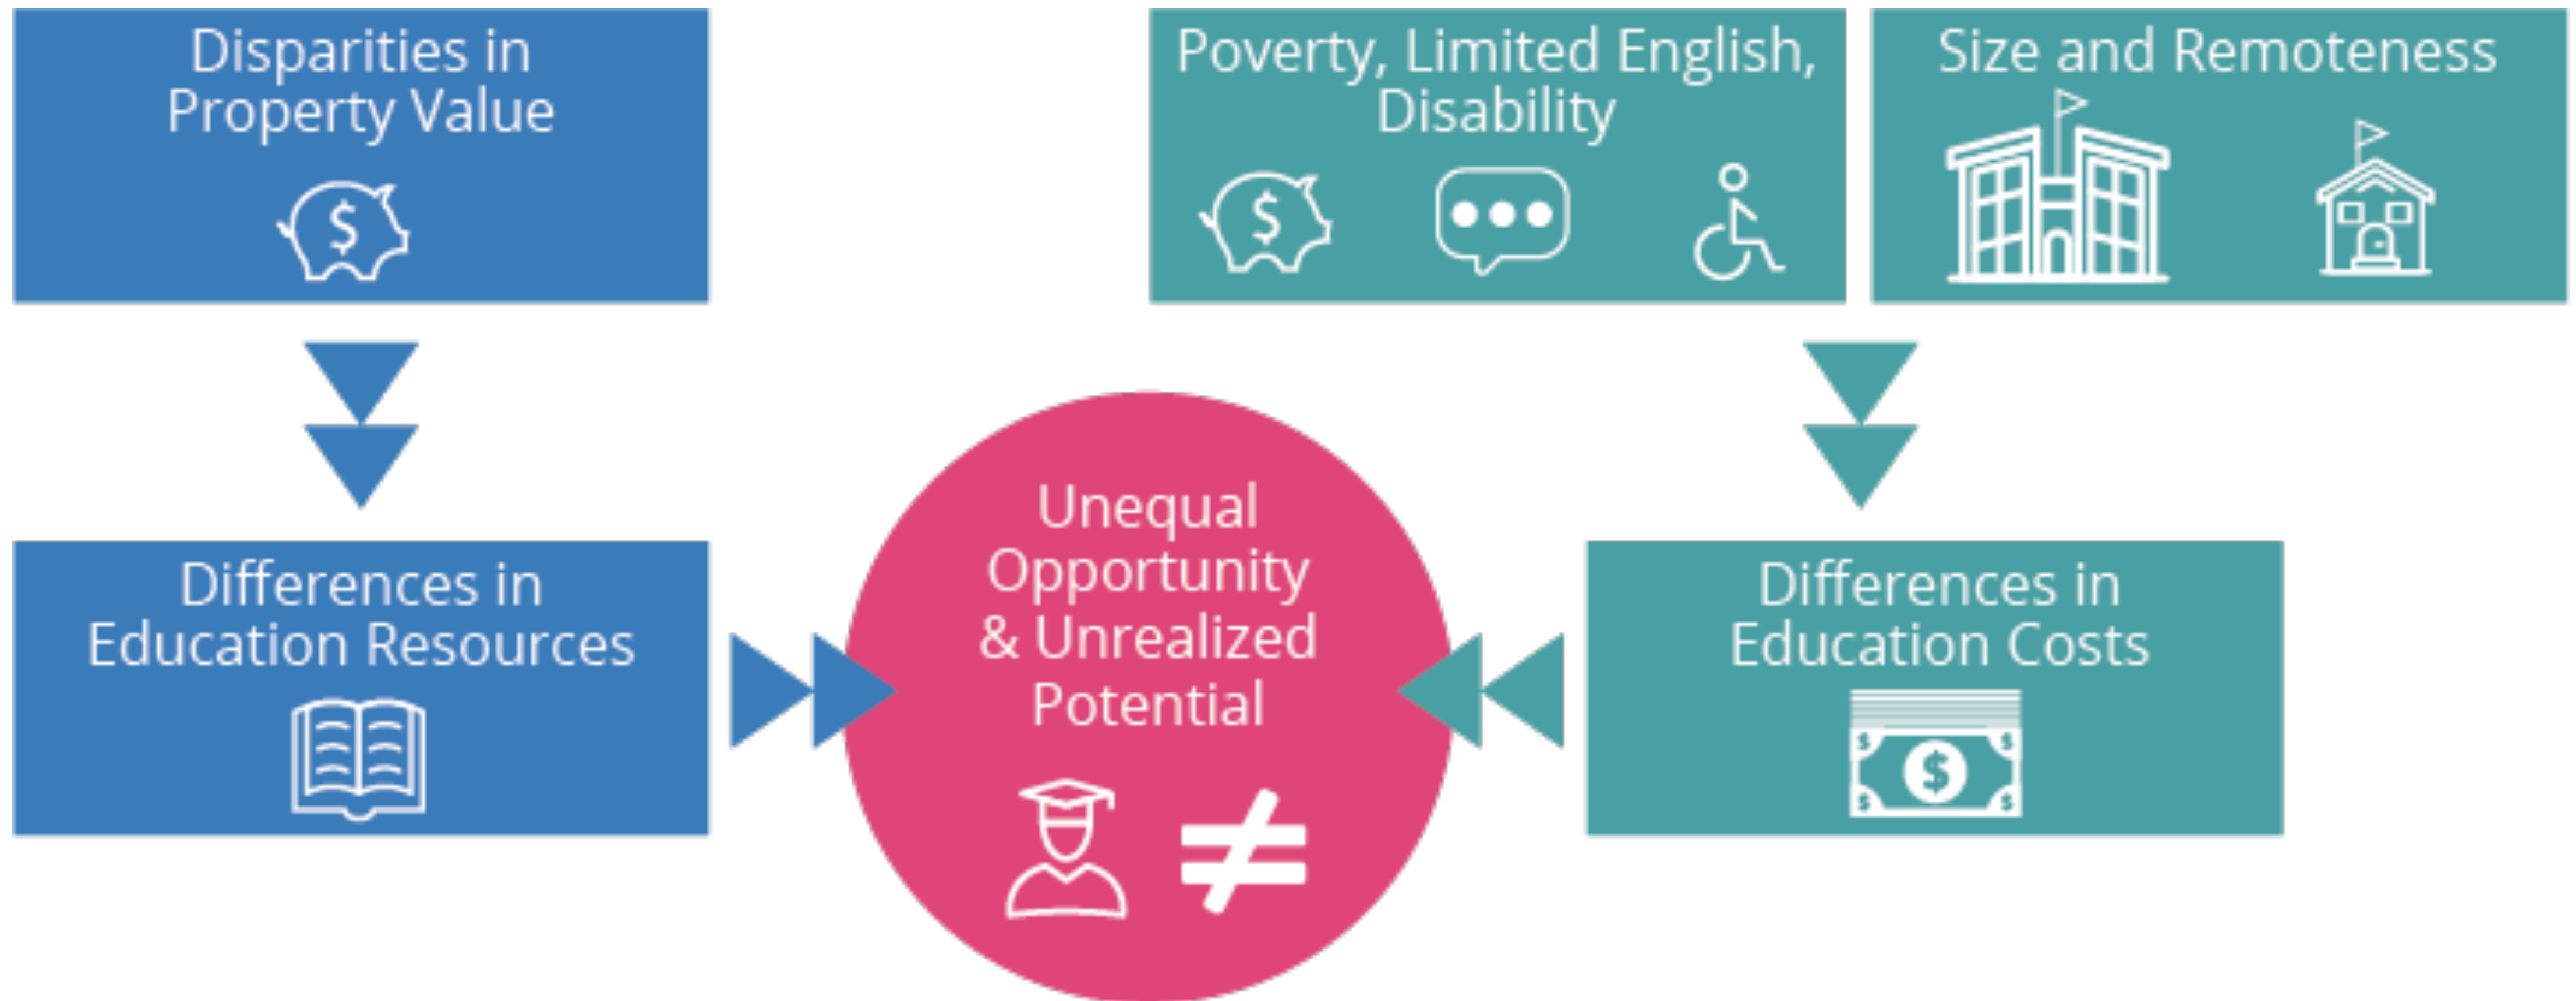 Disparities in
Property Value
$
Poverty, Limited English,
Disability
$
Size and Remoteness
Differences in
Education Resources
Unequal
Opportunity
& Unrealized
Potential
≠
Differences in
Education Costs
$ $
$
$ $